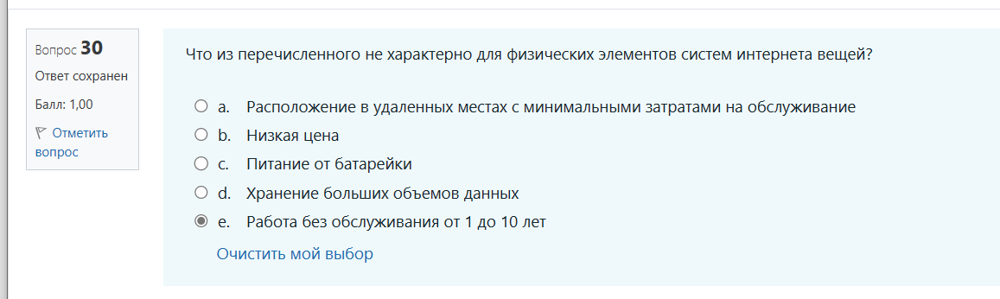 Вопрос 30
Ответ сохранен
Балл: 1,00
Отметить
вопрос
Что из перечисленного не характерно для физических элементов систем интернета вещей?
a. Расположение в удаленных местах с минимальными затратами на обслуживание
b. Низкая цена
c. Питание от батарейки
d. Хранение больших объемов данных
e. Работа без обслуживания от 1 до 10 лет
Очистить мой выбор